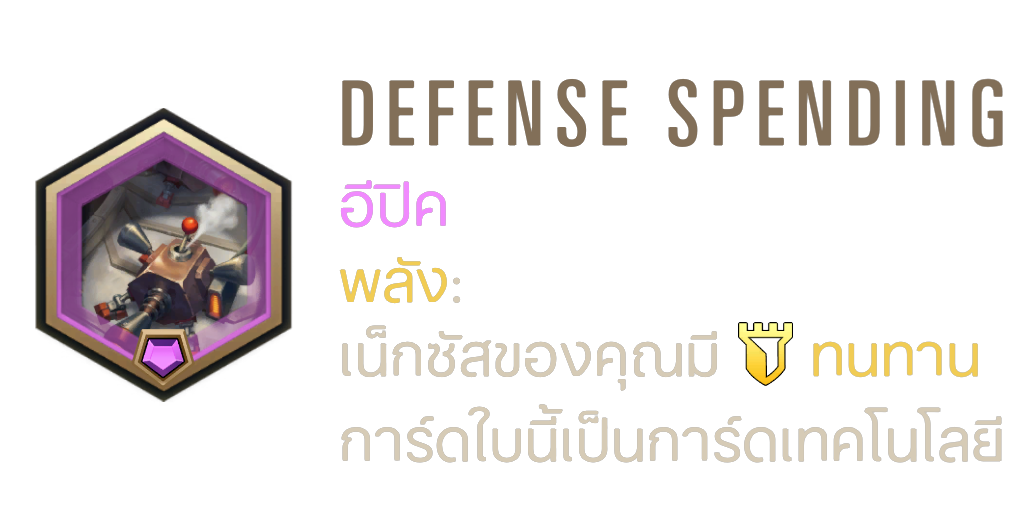 DEFENSE SPENDING
อีปิค
พลัง:
เน็กซัสของคุณมี ทนทาน
การ์ดใบนี้เป็นการ์ดเทคโนโลยี